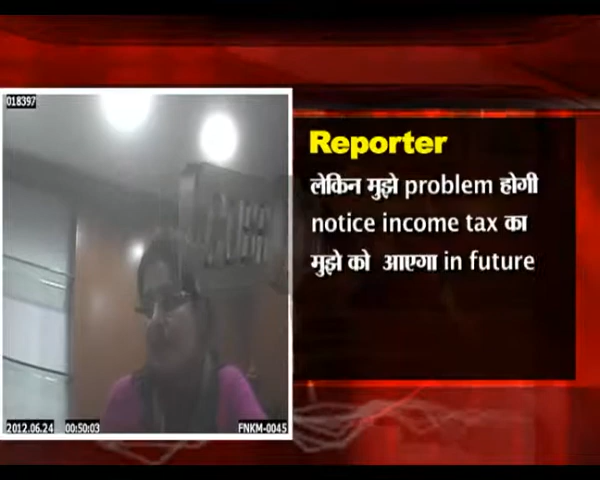 018397
Reporter
लेकिन मुझे problem होगी
notice income tax का
मुझे को आएगा in future
2012.06.24 00:50:03 FNKM-0045